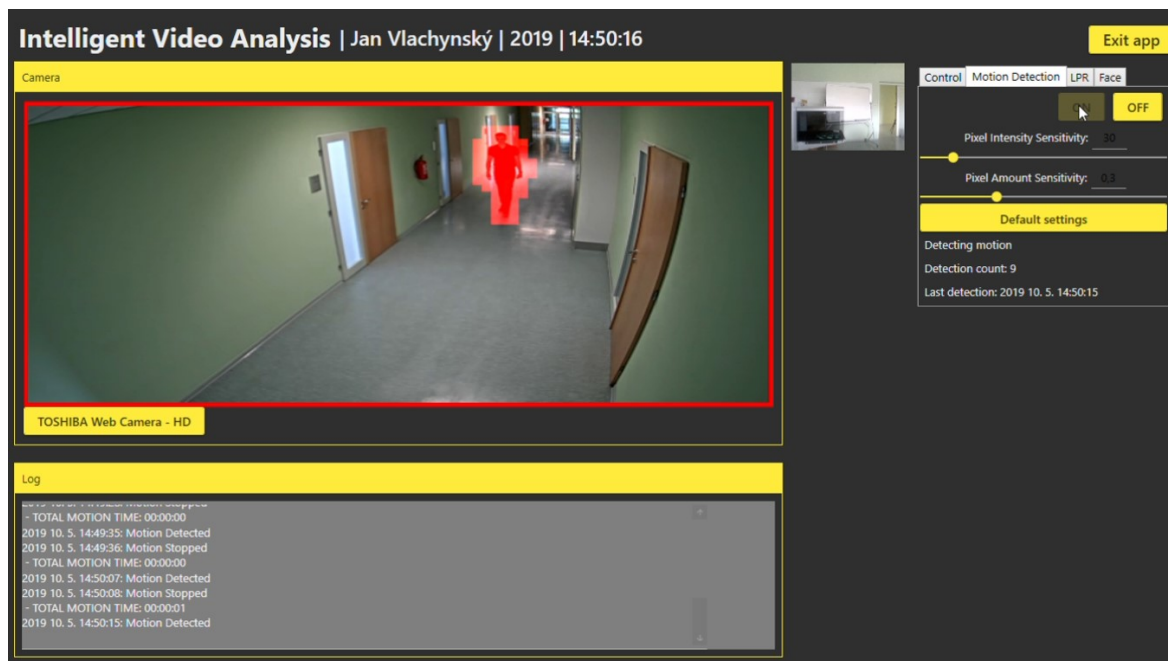 Intelligent Video Analysis | Jan Vlachynský | 2019 | 14:50:16
Exit app
Camera
Control Motion Detection LPR Face
ON OFF
Pixel Intensity Sensitivity: 30
Pixel Amount Sensitivity: 0.3
Default settings
Detecting motion
Detection count: 9
Last detection: 2019 10. 5. 14:50:15
TOSHIBA Web Camera - HD
Log
Motion Stopped
- TOTAL MOTION TIME: 00:00:00
2019 10. 5. 14:49:35: Motion Detected
2019 10. 5. 14:49:36: Motion Stopped
- TOTAL MOTION TIME: 00:00:00
2019 10. 5. 14:50:07: Motion Detected
2019 10. 5. 14:50:08: Motion Stopped
- TOTAL MOTION TIME: 00:00:01
2019 10. 5. 14:50:15: Motion Detected